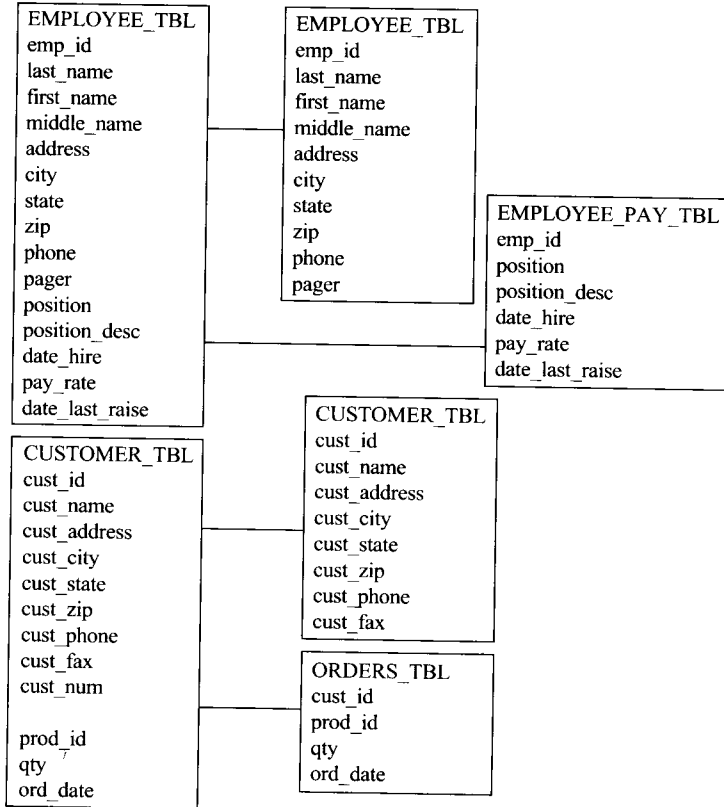 EMPLOYEE_TBL
emp_id
last_name
first_name
middle_name
address
city
state
zip
phone
pager
position
position_desc
date_hire
pay_rate
date_last_raise
EMPLOYEE_TBL
emp_id
last_name
first_name
middle_name
address
city
state
zip
phone
pager
EMPLOYEE_PAY_TBL
emp_id
position
position_desc
date_hire
pay_rate
date_last_raise
CUSTOMER_TBL
cust_id
cust_name
cust_address
cust_city
cust_state
cust_zip
cust_phone
cust_fax
cust_num
prod_id
qty
ord_date
CUSTOMER_TBL
cust_id
cust_name
cust_address
cust_city
cust_state
cust_zip
cust_phone
cust_fax
ORDERS_TBL
cust_id
prod_id
qty
ord_date